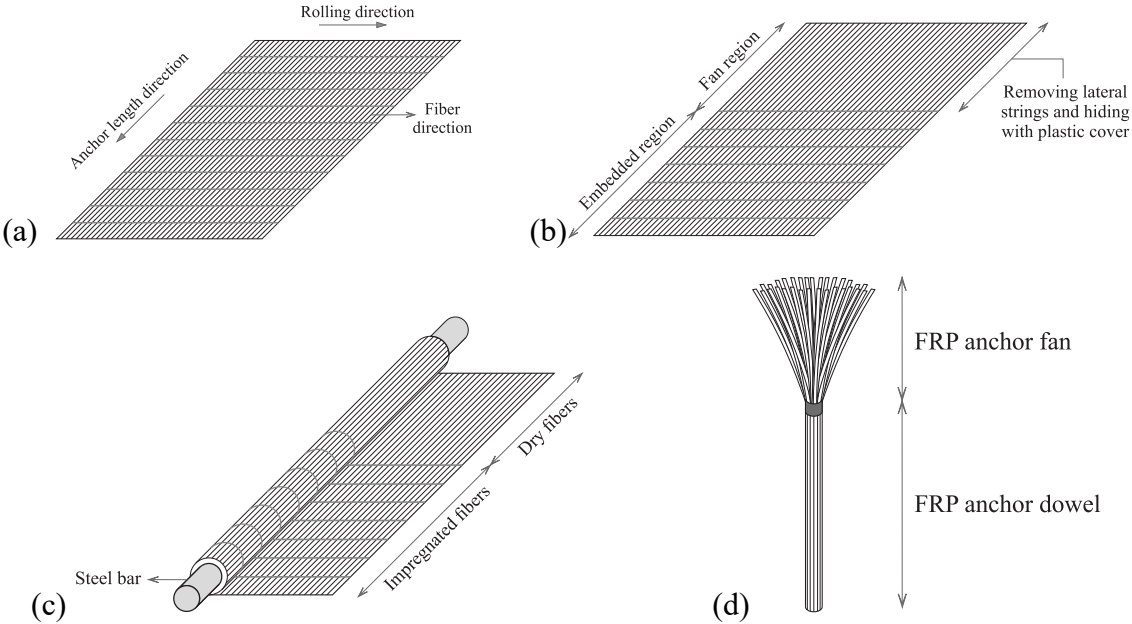 Rolling direction
Anchor length direction
Fiber
direction
(a)
Fan region
Embedded region
Removing lateral
strings and hiding
with plastic cover
(b)
Dry fibers
Impregnated fibers
Steel bar
(c)
FRP anchor fan
FRP anchor dowel
(d)